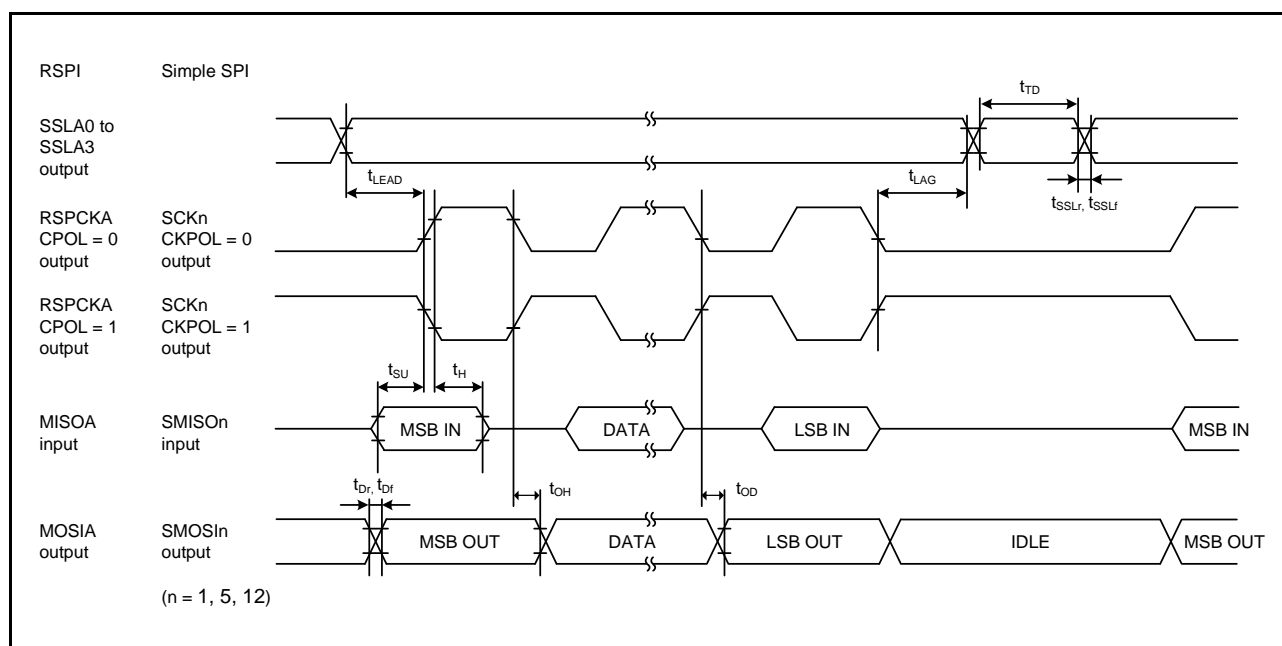 RSPI Simple SPI
tTD
SSLA0 to
SSLA3
output
tLEAD
tLAG
tSSLr, tSSLf
RSPCKA SCKn
CPOL = 0 CKPOL = 0
output output
RSPCKA SCKn
CPOL = 1 CKPOL = 1
output output
tSU tH
MISOA SMISOn
input input
MSB IN DATA LSB IN MSB IN
tDr, tDf tOH tOD
MOSIA SMOSIn
output output
MSB OUT DATA LSB OUT IDLE MSB OUT
(n = 1, 5, 12)